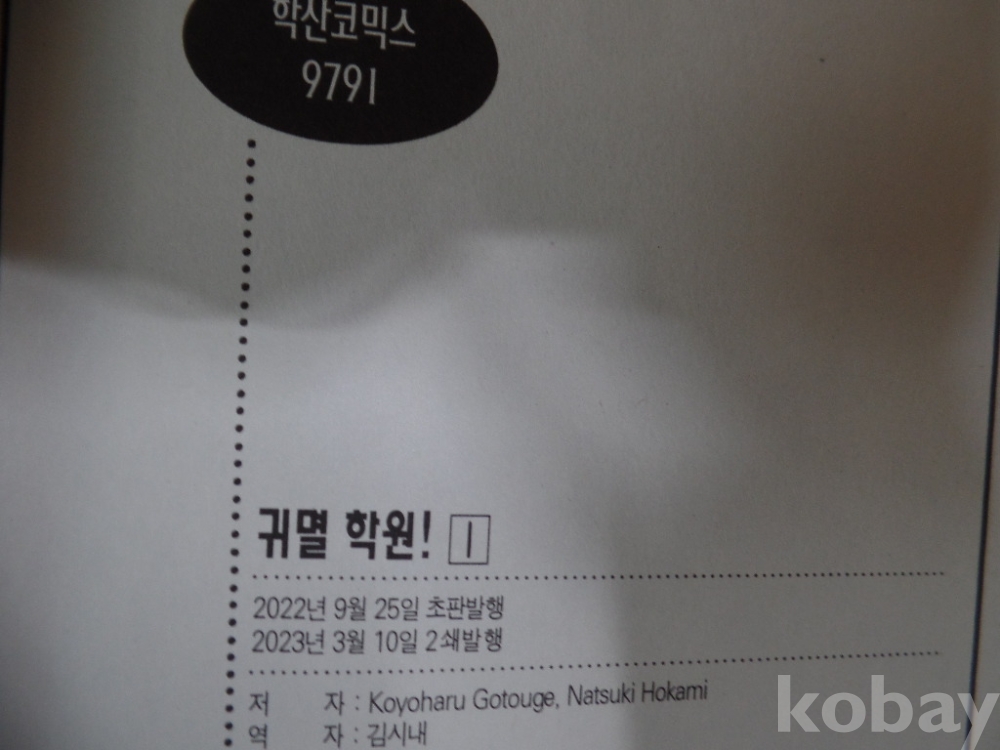 학산코믹스
9791
귀멸 학원! 1
2022년 9월 25일 초판발행
2023년 3월 10일 2쇄발행
저 자 : Koyoharu Gotouge, Natsuki Hokami
역 자 : 김시내
kobay